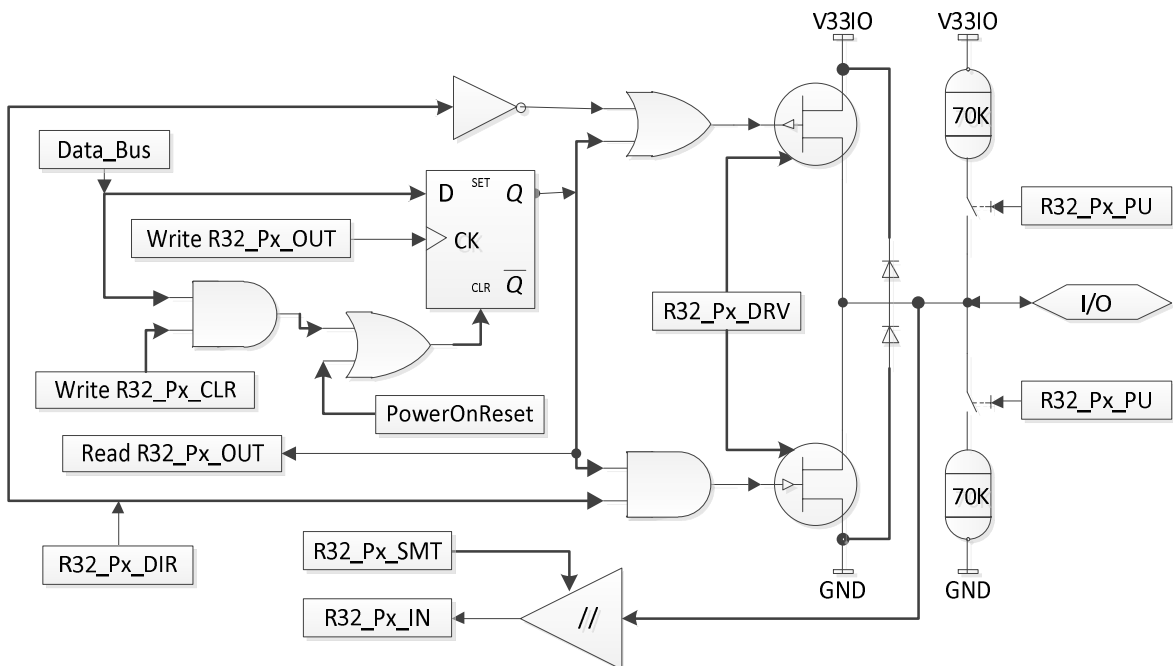 V33IO
V33IO
70K
Data_Bus
D
SET
Q
R32_Px_PU
Write R32_Px_OUT
CK
CLR
Q
R32_Px_DRV
I/O
Write R32_Px_CLR
PowerOnReset
R32_Px_PU
Read R32_Px_OUT
70K
R32_Px_DIR
R32_Px_SMT
//
R32_Px_IN
GND
GND